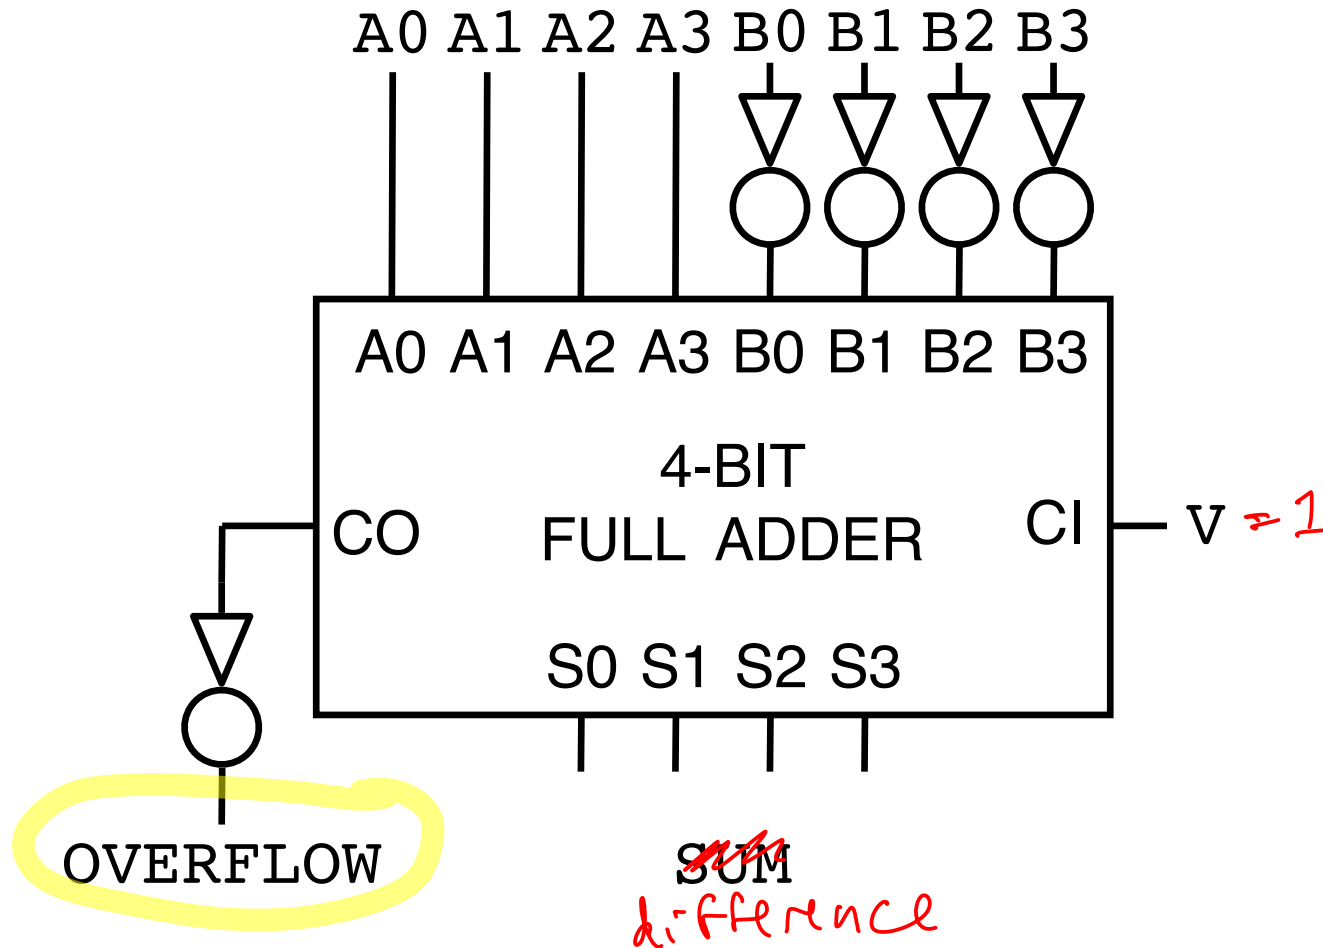 A0 A1 A2 A3 B0 B1 B2 B3
A0 A1 A2 A3 B0 B1 B2 B3
4-BIT
CO FULL ADDER CI V = 1
S0 S1 S2 S3
OVERFLOW SUM
difference